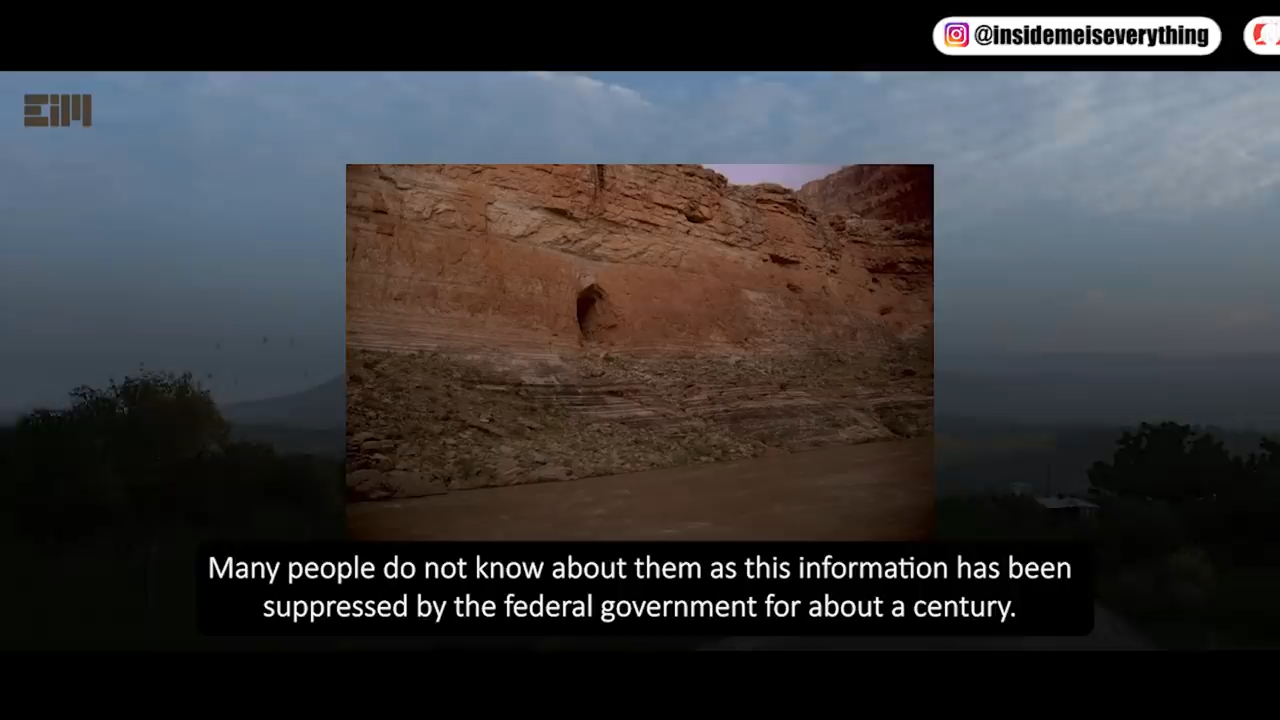 @insidemeiseverything
EIM
Many people do not know about them as this information has been
suppressed by the federal government for about a century.